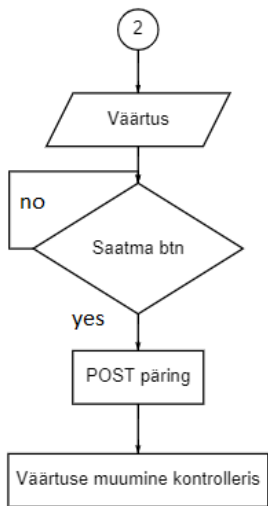 2
Väärtus
no
Saatma btn
yes
POST päring
Väärtuse muumine kontrolleris